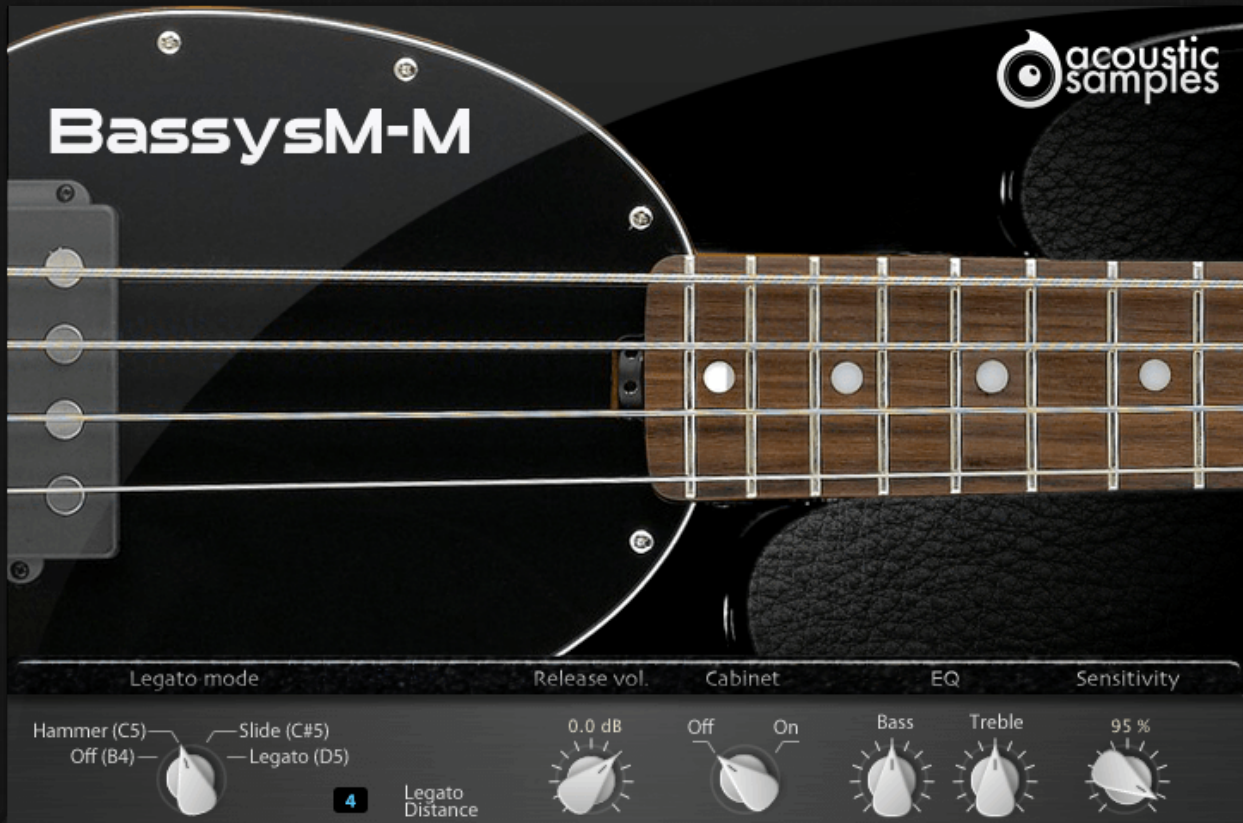 acoustic
samples
BassysM-M
Legato mode
Release vol.
Cabinet
EQ
Sensitivity
Hammer (C5)
Slide (C#5)
Off (B4)
Legato (D5)
4
Legato
Distance
0.0 dB
Off
On
Bass
Treble
95 %